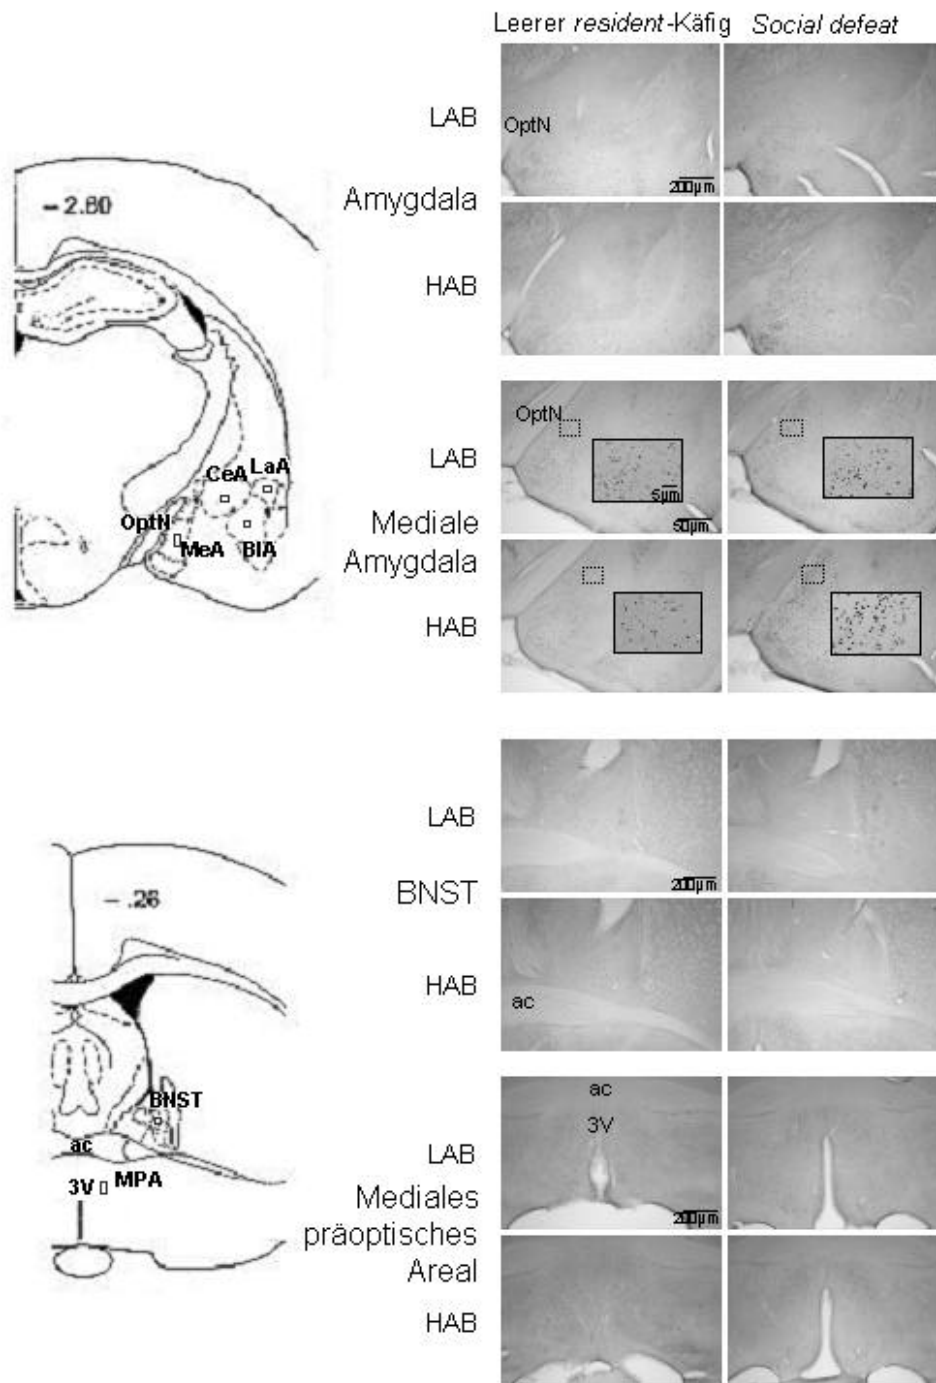 Leerer resident-Käfig Social defeat
LAB
OptN
200µm
Amygdala
HAB
- 2.80
CeA LaA
OptN
MeA BlA
OptN
LAB
5µm
50µm
Mediale
Amygdala
HAB
LAB
200µm
BNST
HAB
ac
- .26
BNST
ac
3V MPA
ac
3V
LAB
200µm
Mediales
präoptisches
Areal
HAB